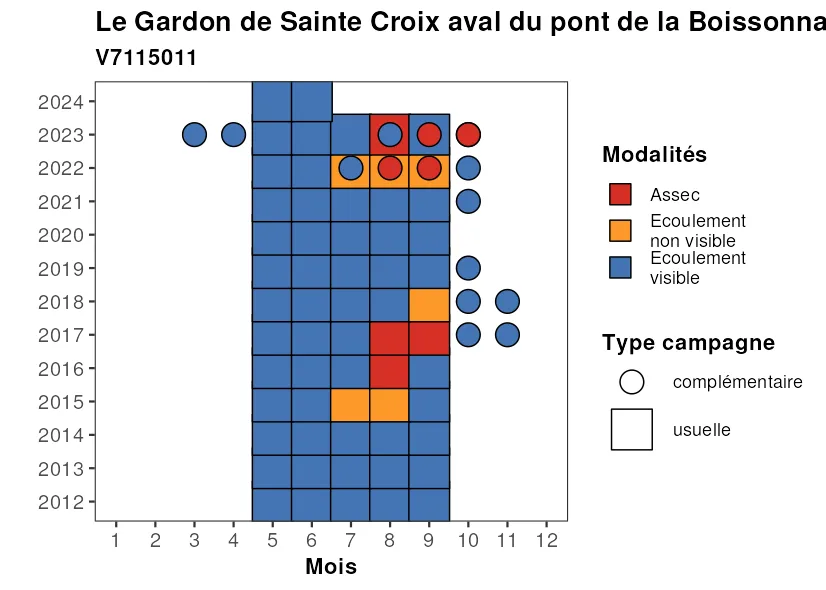 Le Gardon de Sainte Croix aval du pont de la Boissonna
V7115011
2024
2023
2022
2021
2020
2019
2018
2017
2016
2015
2014
2013
2012
1 2 3 4 5 6 7 8 9 10 11 12
Mois
Modalités
Assec
Ecoulement
non visible
Ecoulement
visible
Type campagne
complémentaire
usuelle